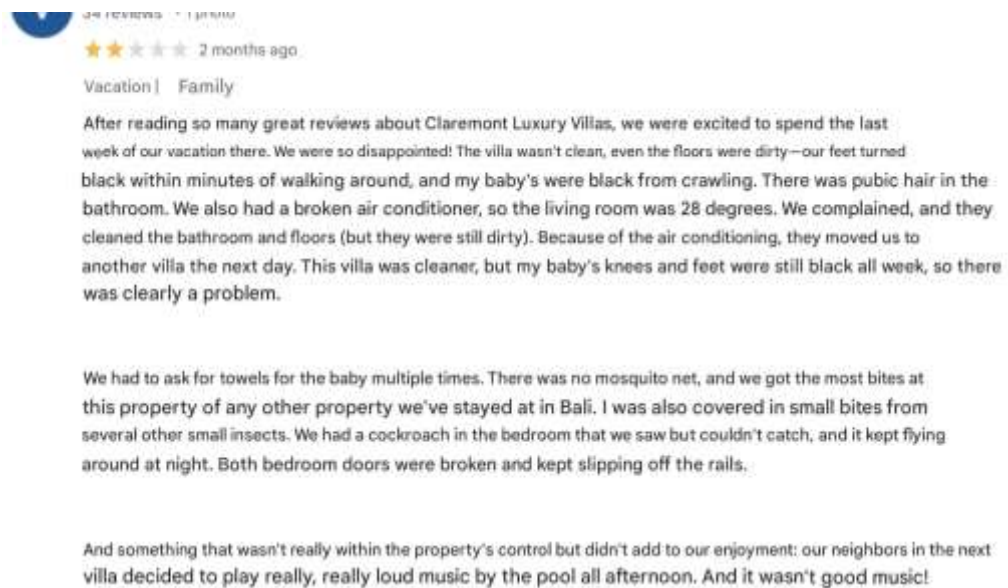 34 reviews · 1 photo
2 months ago
Vacation | Family
After reading so many great reviews about Claremont Luxury Villas, we were excited to spend the last
week of our vacation there. We were so disappointed! The villa wasn't clean, even the floors were dirty—our feet turned
black within minutes of walking around, and my baby's were black from crawling. There was pubic hair in the
bathroom. We also had a broken air conditioner, so the living room was 28 degrees. We complained, and they
cleaned the bathroom and floors (but they were still dirty). Because of the air conditioning, they moved us to
another villa the next day. This villa was cleaner, but my baby's knees and feet were still black all week, so there
was clearly a problem.
We had to ask for towels for the baby multiple times. There was no mosquito net, and we got the most bites at
this property of any other property we've stayed at in Bali. I was also covered in small bites from
several other small insects. We had a cockroach in the bedroom that we saw but couldn't catch, and it kept flying
around at night. Both bedroom doors were broken and kept slipping off the rails.
And something that wasn't really within the property's control but didn't add to our enjoyment: our neighbors in the next
villa decided to play really, really loud music by the pool all afternoon. And it wasn't good music!